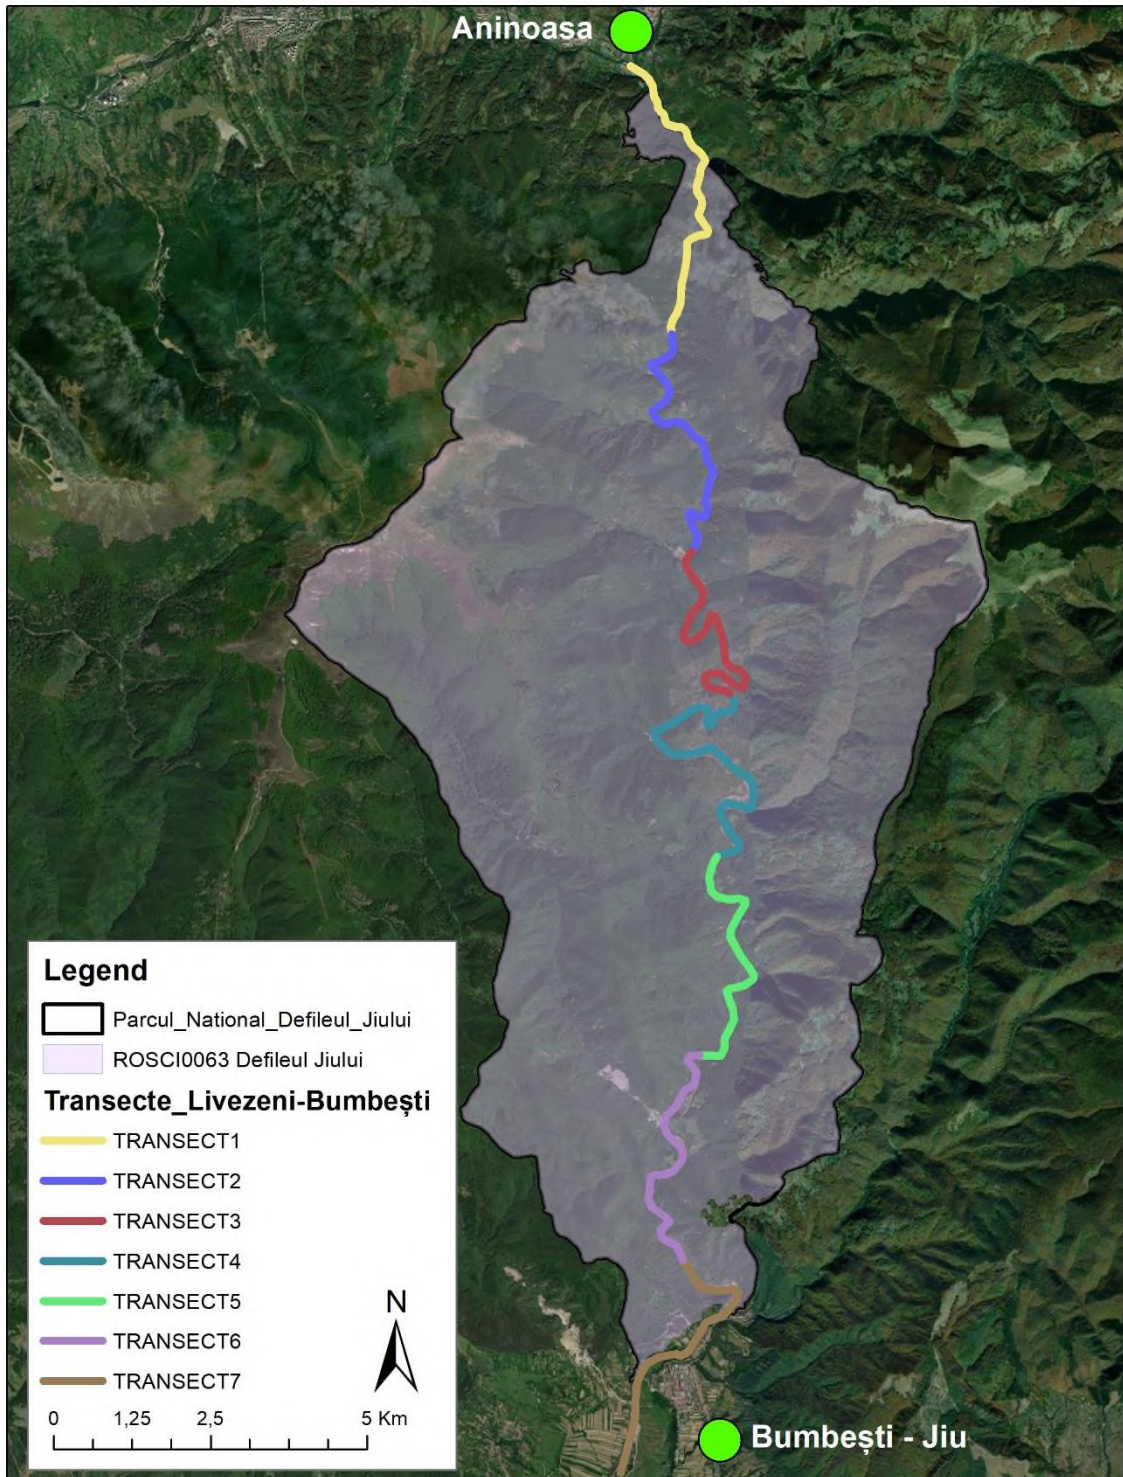 Aninoasa
Legend
Parcul_National_Defileul_Jiului
ROSCI0063 Defileul Jiului
Transecte_Livezeni-Bumbești
TRANSECT1
TRANSECT2
TRANSECT3
TRANSECT4
TRANSECT5
TRANSECT6
TRANSECT7
N
0 1,25 2,5 5 Km
Bumbești - Jiu